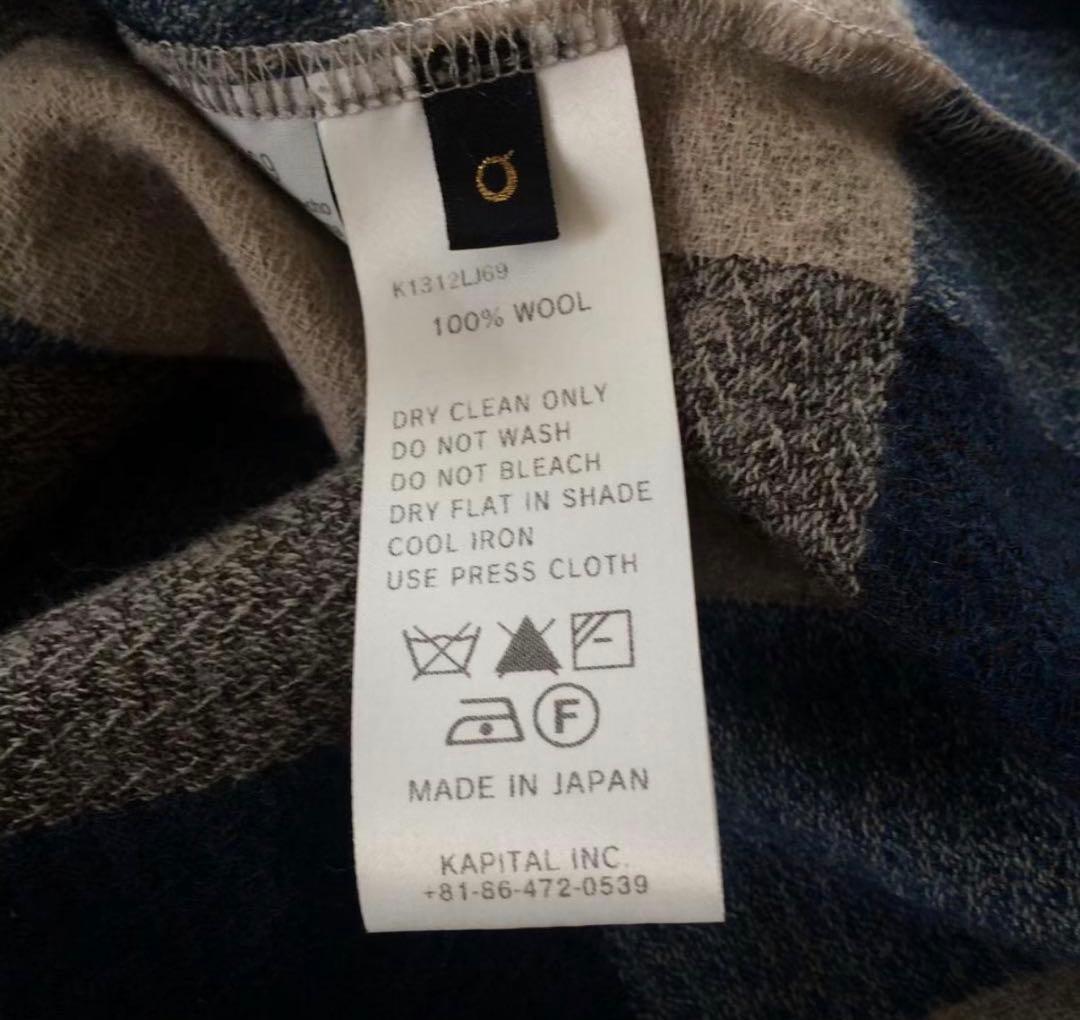 O
K1312LJ69
100% WOOL
DRY CLEAN ONLY
DO NOT WASH
DO NOT BLEACH
DRY FLAT IN SHADE
COOL IRON
USE PRESS CLOTH
F
MADE IN JAPAN
KAPITAL INC.
+81-86-472-0539